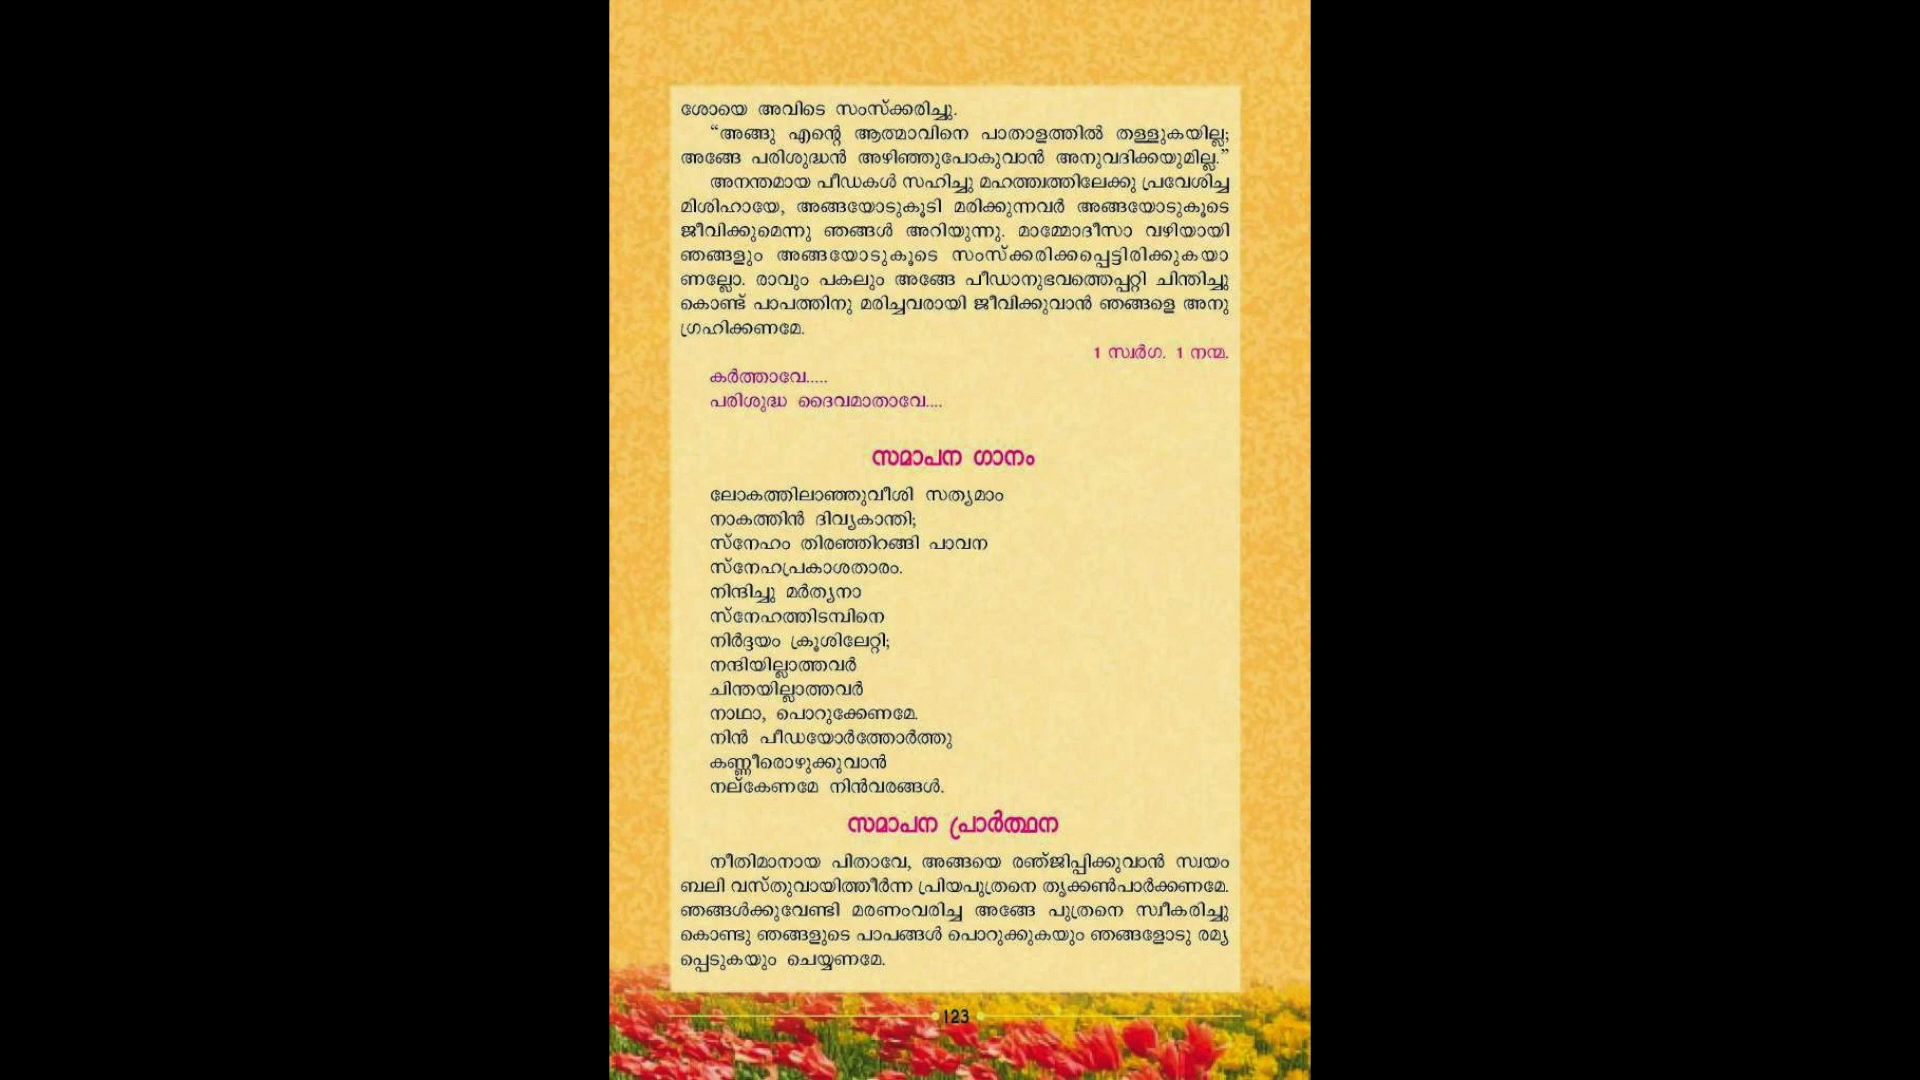 ശോയെ അവിടെ സംസ്ക്കരിച്ചു.
“അങ്ങു എന്റെ ആത്മാവിനെ പാതാളത്തിൽ തള്ളുകയില്ല;
അങ്ങേ പരിശുദ്ധൻ അഴിഞ്ഞുപോകുവാൻ അനുവദിക്കയുമില്ല.”
അനന്തമായ പീഡകൾ സഹിച്ചു മഹത്ത്വത്തിലേക്കു പ്രവേശിച്ച
മിശിഹായേ, അങ്ങയോടുകൂടി മരിക്കുന്നവർ അങ്ങയോടുകൂടെ
ജീവിക്കുമെന്നു ഞങ്ങൾ അറിയുന്നു. മാമ്മോദീസാ വഴിയായി
ഞങ്ങളും അങ്ങയോടുകൂടെ സംസ്ക്കരിക്കപ്പെട്ടിരിക്കുകയാ
ണല്ലോ. രാവും പകലും അങ്ങേ പീഡാനുഭവത്തെപ്പറ്റി ചിന്തിച്ചു
കൊണ്ട് പാപത്തിനു മരിച്ചവരായി ജീവിക്കുവാൻ ഞങ്ങളെ അനു
ഗ്രഹിക്കണമേ.
1 സ്വർഗ. 1 നന്മ.
കർത്താവേ.....
പരിശുദ്ധ ദൈവമാതാവേ....
സമാപന ഗാനം
ലോകത്തിലാഞ്ഞുവീശി സത്യമാം
നാകത്തിൻ ദിവ്യകാന്തി;
സ്നേഹം തിരഞ്ഞിറങ്ങി പാവന
സ്നേഹപ്രകാശതാരം.
നിന്ദിച്ചു മർത്യനാ
സ്നേഹത്തിടമ്പിനെ
നിർദ്ദയം ക്രൂശിലേറ്റി;
നന്ദിയില്ലാത്തവർ
ചിന്തയില്ലാത്തവർ
നാഥാ, പൊറുക്കേണമേ.
നിൻ പീഡയോർത്തോർത്തു
കണ്ണീരൊഴുക്കുവാൻ
നല്കേണമേ നിൻവരങ്ങൾ.
സമാപന പ്രാർത്ഥന
നീതിമാനായ പിതാവേ, അങ്ങയെ രഞ്ജിപ്പിക്കുവാൻ സ്വയം
ബലി വസ്തുവായിത്തീർന്ന പ്രിയപുത്രനെ തൃക്കൺപാർക്കണമേ.
ഞങ്ങൾക്കുവേണ്ടി മരണംവരിച്ച അങ്ങേ പുത്രനെ സ്വീകരിച്ചു
കൊണ്ടു ഞങ്ങളുടെ പാപങ്ങൾ പൊറുക്കുകയും ഞങ്ങളോടു രമ്യ
പ്പെടുകയും ചെയ്യണമേ.
123